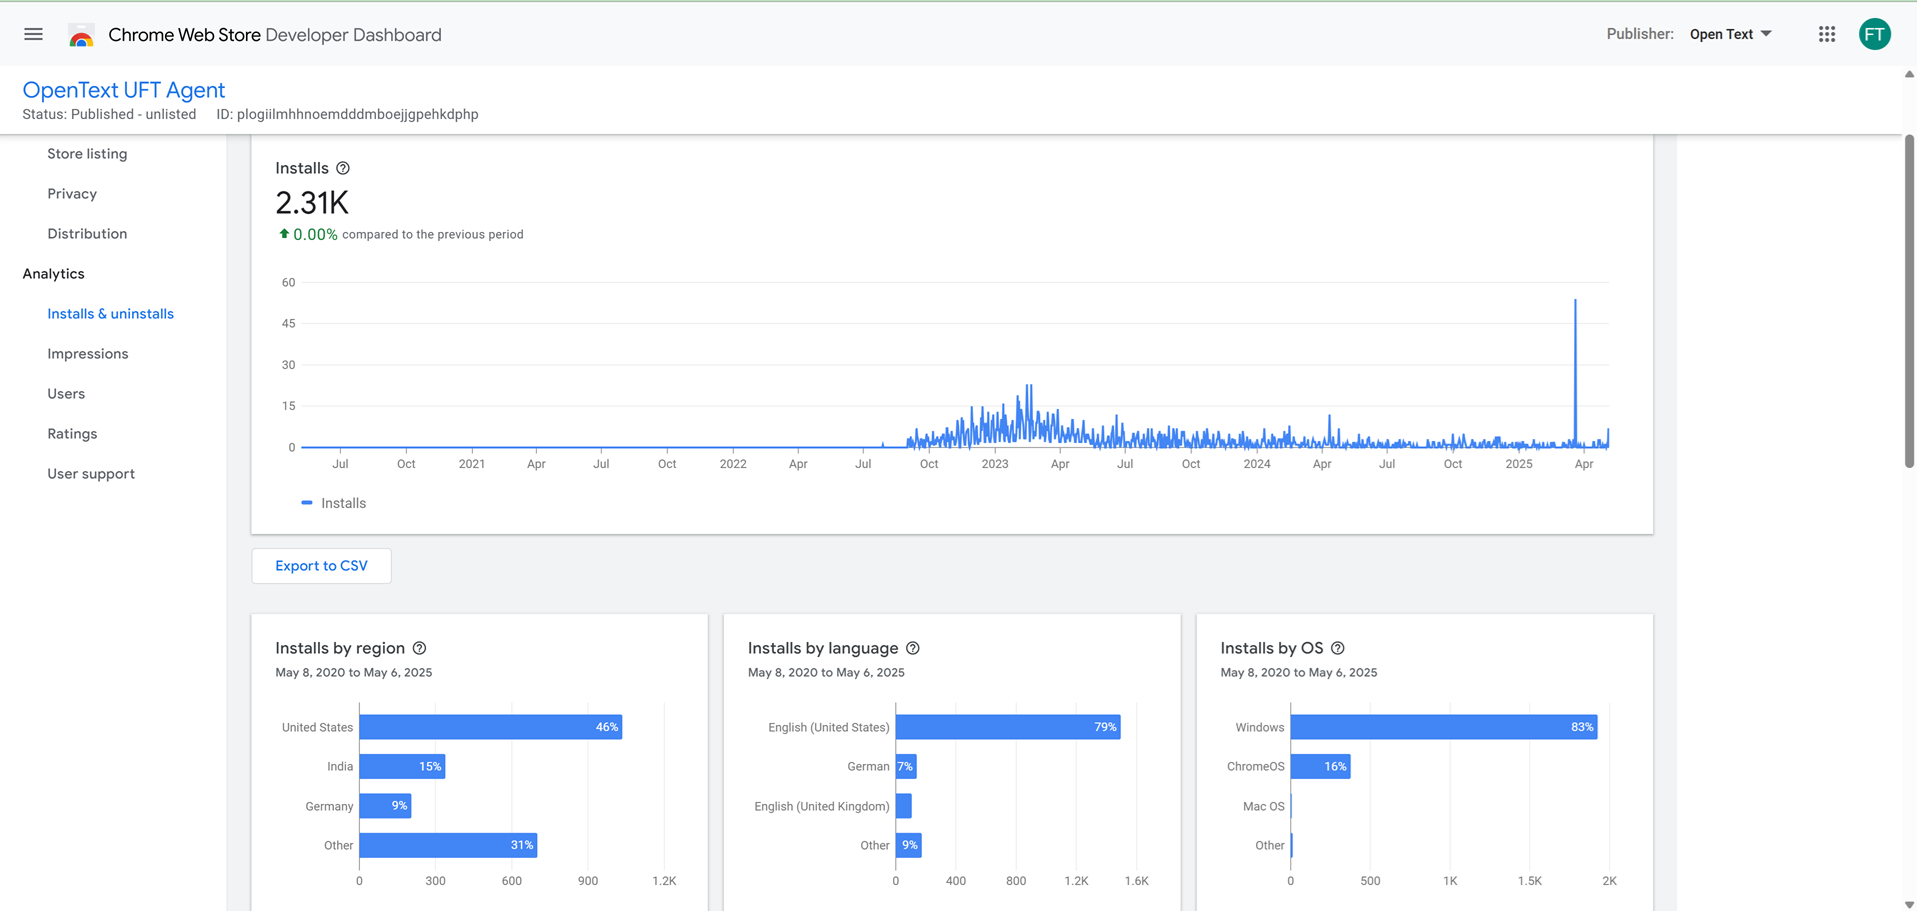 Chrome Web Store Developer Dashboard
Publisher: Open Text
FT
OpenText UFT Agent
Status: Published - unlisted ID: plogiilmhhnoemdddmboejjgpehkdphp
Store listing
Privacy
Distribution
Analytics
Installs & uninstalls
Impressions
Users
Ratings
User support
Installs
2.31K
0.00% compared to the previous period
60
45
30
15
0
Jul Oct 2021 Apr Jul Oct 2022 Apr Jul Oct 2023 Apr Jul Oct 2024 Apr Jul Oct 2025 Apr
Installs
Export to CSV
Installs by region
May 8, 2020 to May 6, 2025
United States 46%
India 15%
Germany 9%
Other 31%
0 300 600 900 1.2K
Installs by language
May 8, 2020 to May 6, 2025
English (United States) 79%
German 7%
English (United Kingdom)
Other 9%
0 400 800 1.2K 1.6K
Installs by OS
May 8, 2020 to May 6, 2025
Windows 83%
ChromeOS 16%
Mac OS
Other
0 500 1K 1.5K 2K